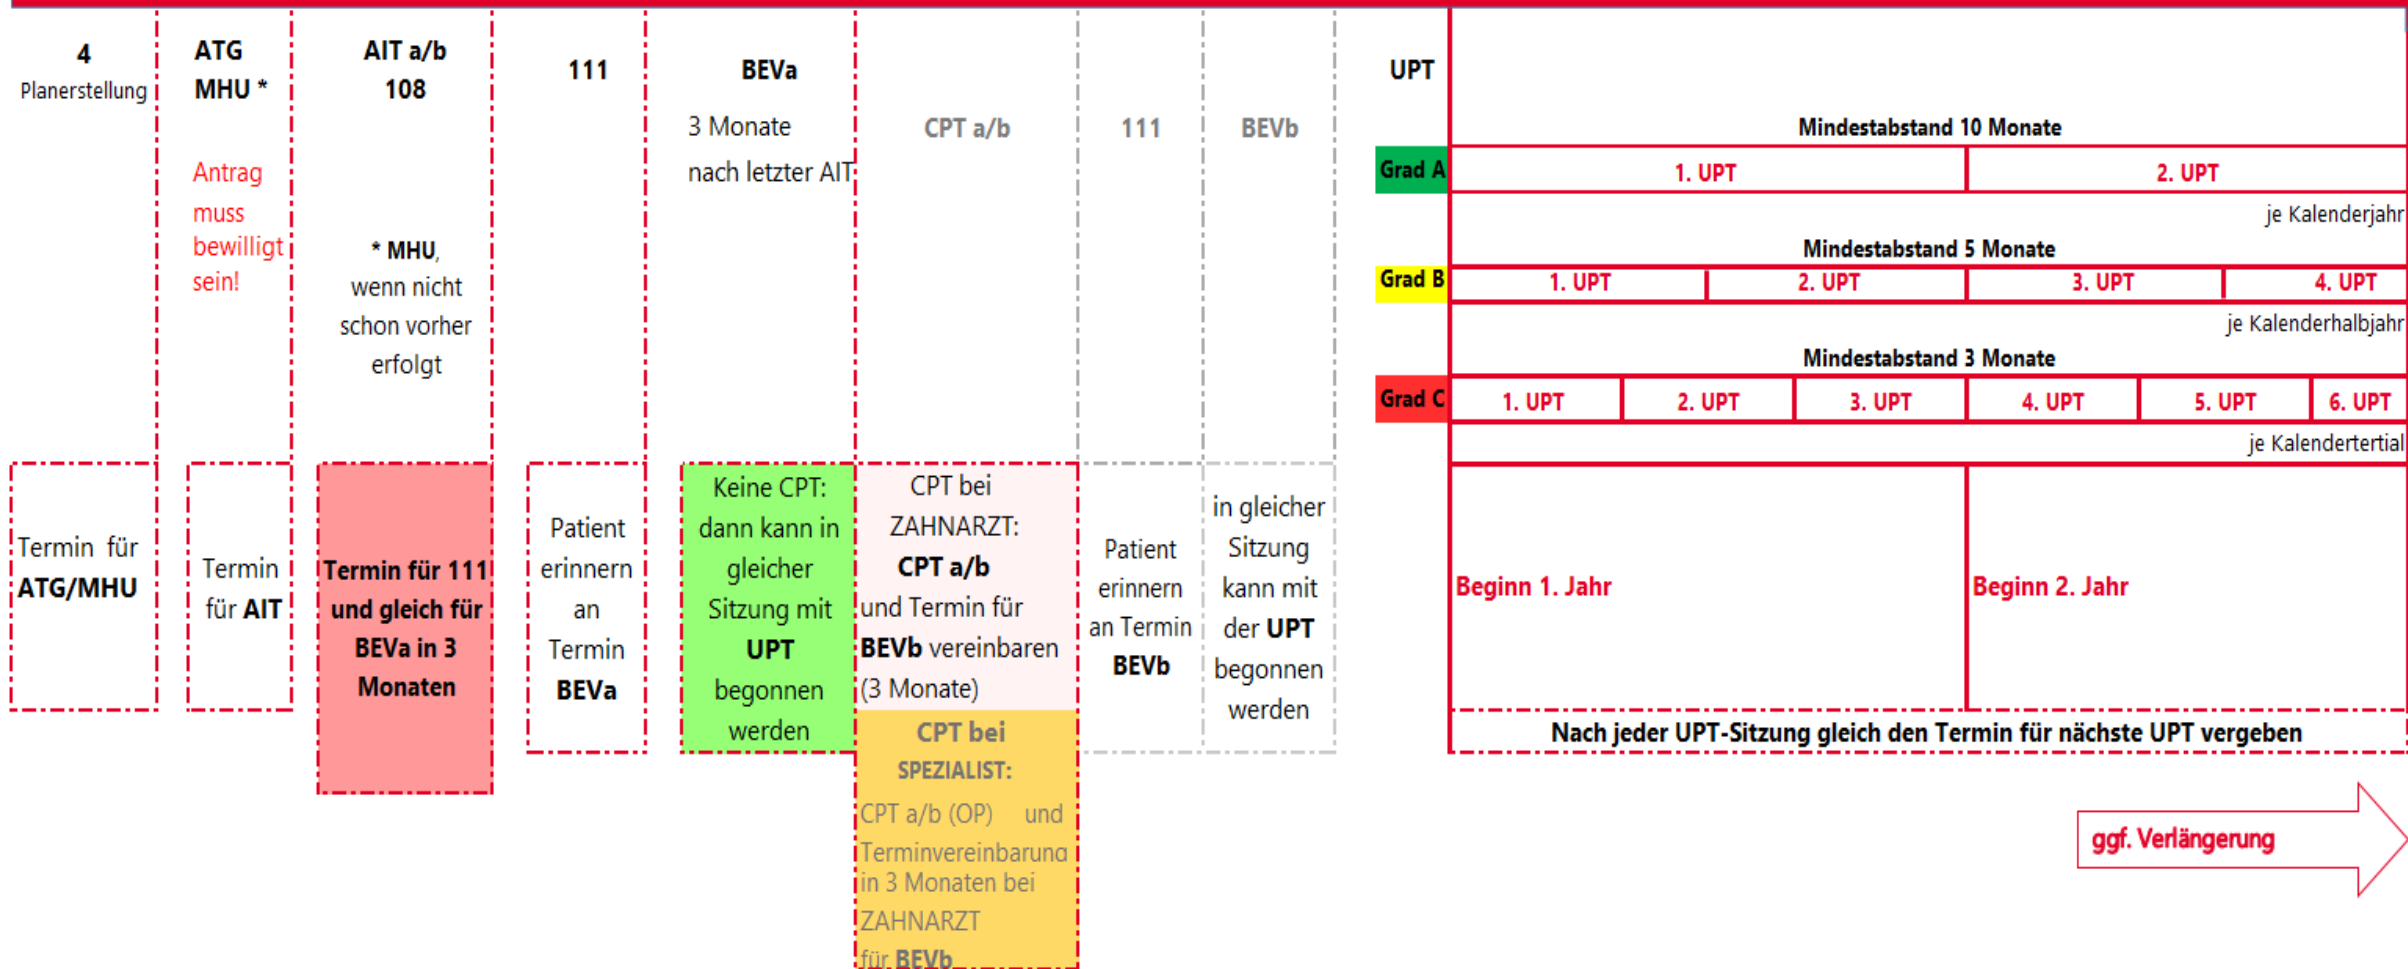 4
Planerstellung
ATG
MHU *
Antrag
muss
bewilligt
sein!
AIT a/b
108
* MHU,
wenn nicht
schon vorher
erfolgt
111
BEVa
3 Monate
nach letzter AIT
CPT a/b
111
BEVb
UPT
Mindestabstand 10 Monate
Grad A
1. UPT
2. UPT
je Kalenderjahr
Mindestabstand 5 Monate
Grad B
1. UPT
2. UPT
3. UPT
4. UPT
je Kalenderhalbjahr
Mindestabstand 3 Monate
Grad C
1. UPT
2. UPT
3. UPT
4. UPT
5. UPT
6. UPT
je Kalendertertial
Termin für
ATG/MHU
Termin
für AIT
Termin für 111
und gleich für
BEVa in 3
Monaten
Patient
erinnern
an
Termin
BEVa
Keine CPT:
dann kann in
gleicher
Sitzung mit
UPT
begonnen
werden
CPT bei
ZAHNARZT:
CPT a/b
und Termin für
BEVb vereinbaren
(3 Monate)
CPT bei
SPEZIALIST:
CPT a/b (OP) und
Terminvereinbarung
in 3 Monaten bei
ZAHNARZT
für BEVb
Patient
erinnern
an Termin
BEVb
in gleicher
Sitzung
kann mit
der UPT
begonnen
werden
Beginn 1. Jahr
Beginn 2. Jahr
Nach jeder UPT-Sitzung gleich den Termin für nächste UPT vergeben
ggf. Verlängerung